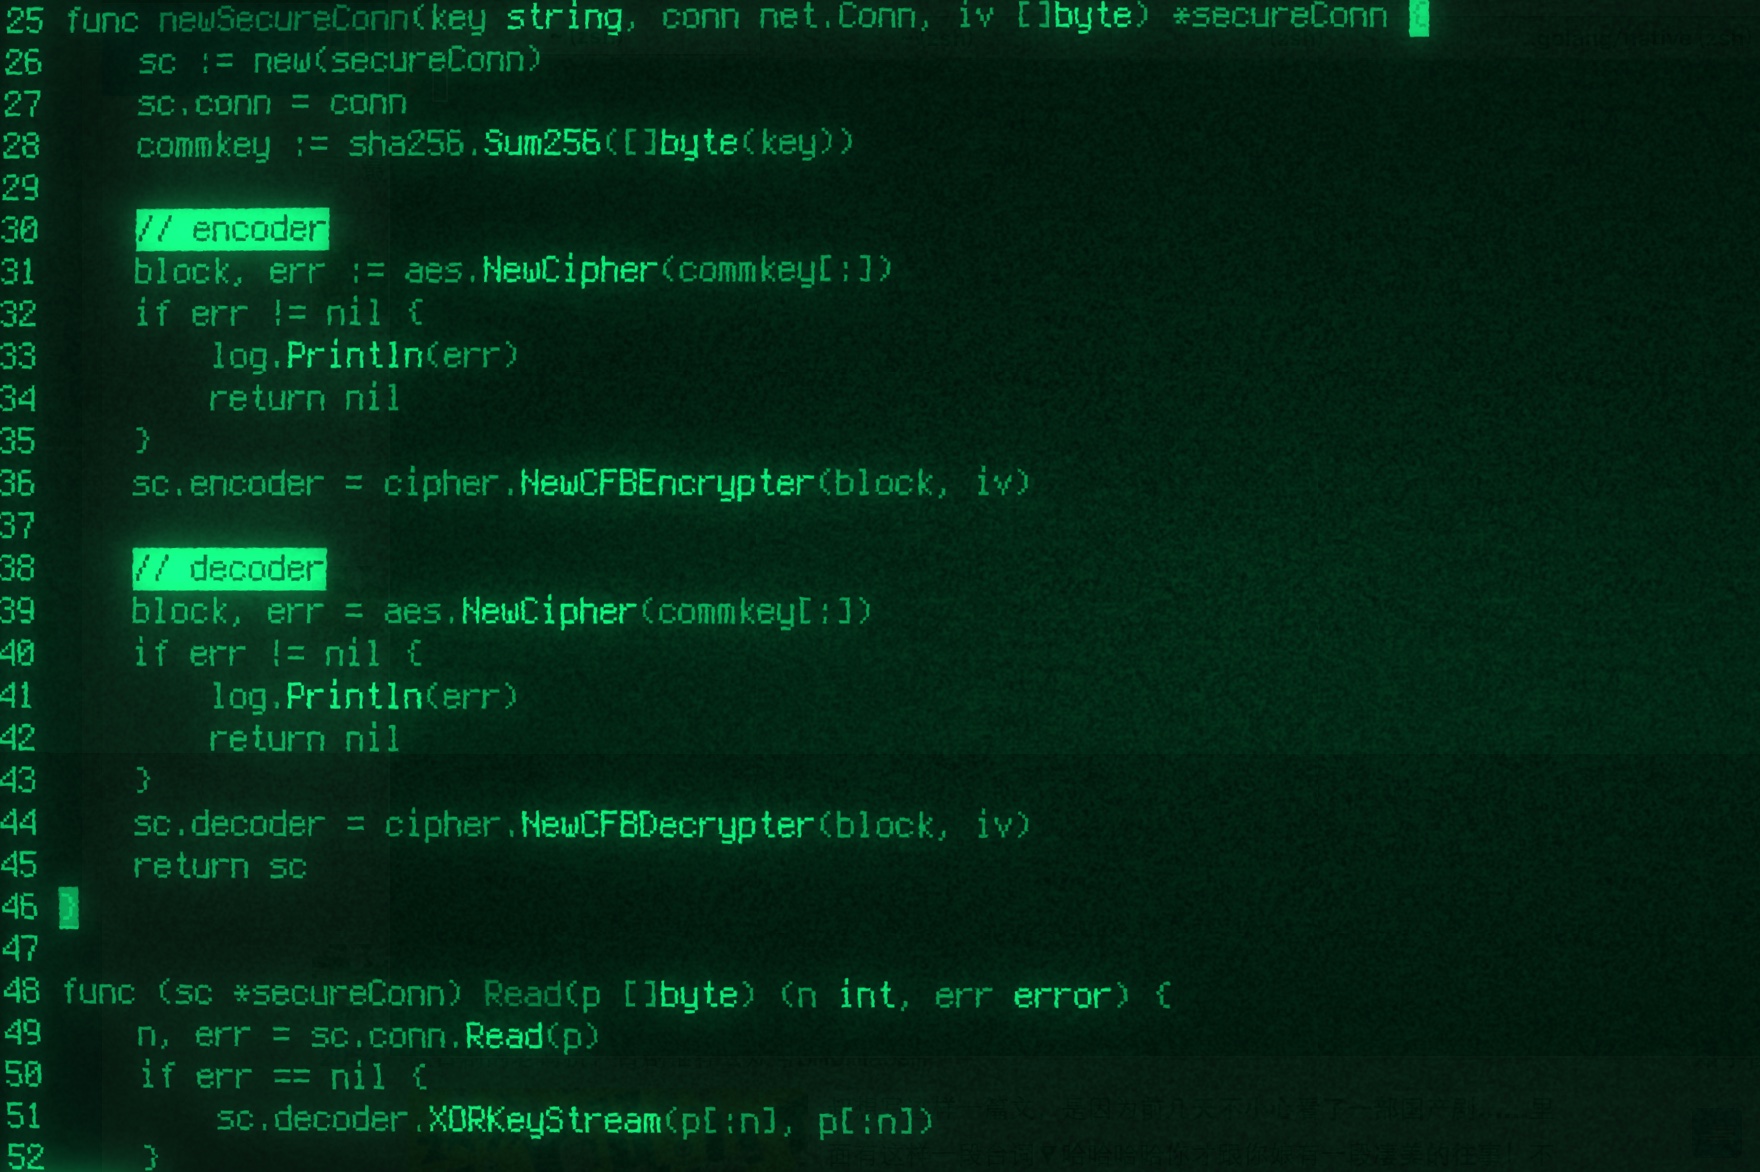 25 func newSecureConn(key string, conn net.Conn, iv []byte) *secureConn {
26     sc := new(secureConn)
27     sc.conn = conn
28     commkey := sha256.Sum256([]byte(key))
29
30     // encoder
31     block, err := aes.NewCipher(commkey[:])
32     if err != nil {
33         log.Println(err)
34         return nil
35     }
36     sc.encoder = cipher.NewCFBEncrypter(block, iv)
37
38     // decoder
39     block, err = aes.NewCipher(commkey[:])
40     if err != nil {
41         log.Println(err)
42         return nil
43     }
44     sc.decoder = cipher.NewCFBDecrypter(block, iv)
45     return sc
46 }
47
48 func (sc *secureConn) Read(p []byte) (n int, err error) {
49     n, err = sc.conn.Read(p)
50     if err == nil {
51         sc.decoder.XORKeyStream(p[:n], p[:n])
52     }